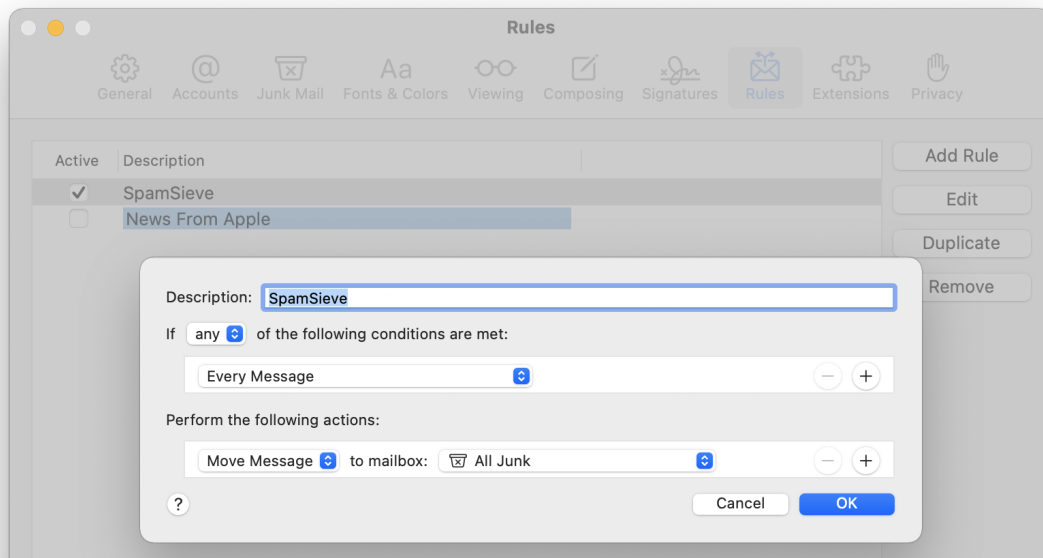 Rules
General Accounts Junk Mail Fonts & Colors Viewing Composing Signatures Rules Extensions Privacy
Active Description
Add Rule
SpamSieve
Edit
News From Apple
Duplicate
Remove
Description: SpamSieve
If any of the following conditions are met:
Every Message
Perform the following actions:
Move Message to mailbox: All Junk
? Cancel OK